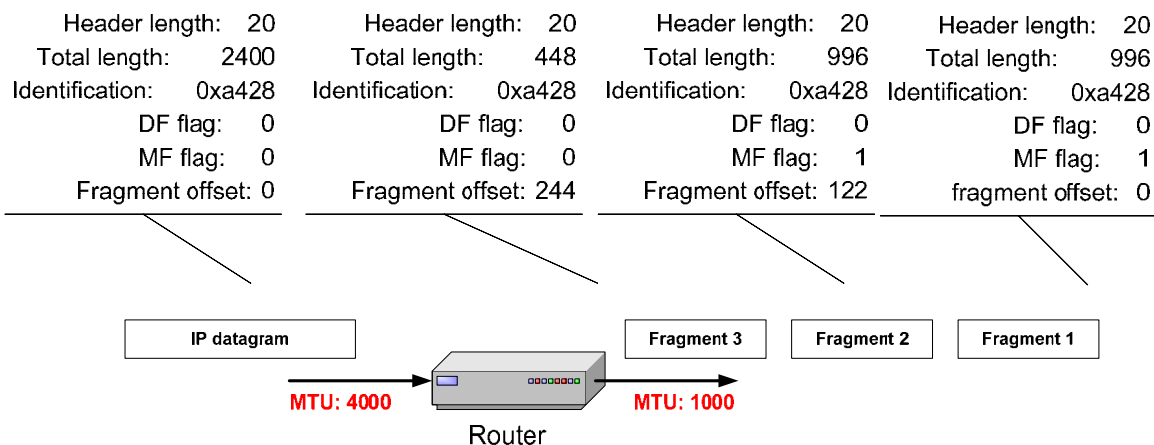 Header length: 20
Total length: 2400
Identification: 0xa428
DF flag: 0
MF flag: 0
Fragment offset: 0
Header length: 20
Total length: 448
Identification: 0xa428
DF flag: 0
MF flag: 0
Fragment offset: 244
Header length: 20
Total length: 996
Identification: 0xa428
DF flag: 0
MF flag: 1
Fragment offset: 122
Header length: 20
Total length: 996
Identification: 0xa428
DF flag: 0
MF flag: 1
fragment offset: 0
IP datagram
Fragment 3
Fragment 2
Fragment 1
MTU: 4000
MTU: 1000
Router